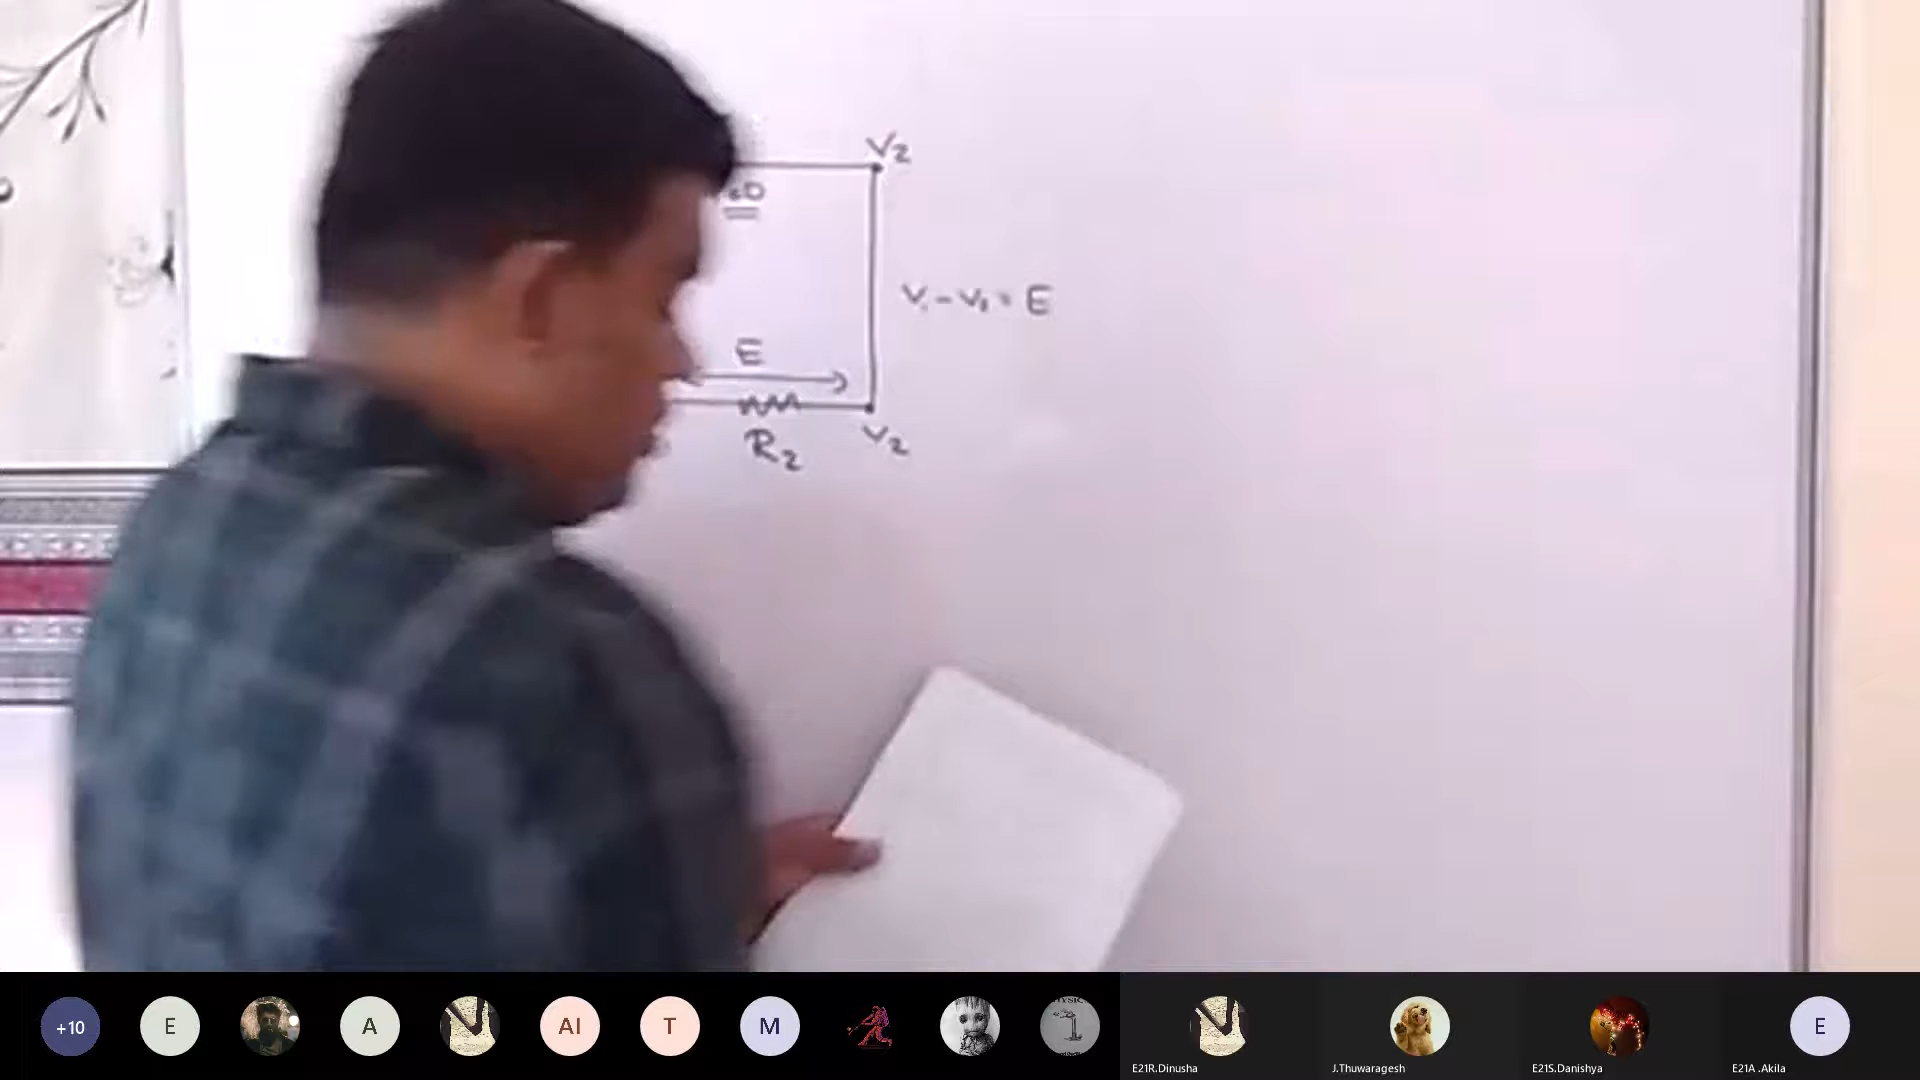 V2
V1 - V2 = E
E
R2
V2
+10
E
A
AI
T
M
E21R.Dinusha
J.Thuwaragesh
E21S.Danishya
E21A .Akila
E